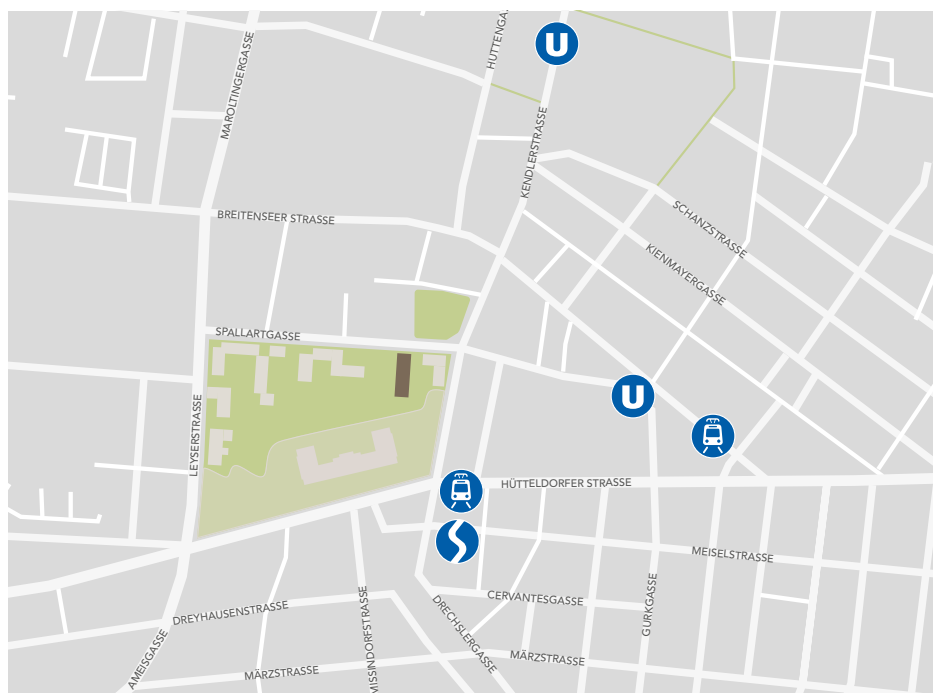 HÜTTENGA
U
MAROLTINGERGASSE
KENDLERSTRASSE
BREITENSEER STRASSE
SCHANZSTRASSE
KIENMAYERGASSE
SPALLARTGASSE
U
LEYSERSTRASSE
HÜTTELDORFER STRASSE
MEISELSTRASSE
CERVANTESGASSE
GURKGASSE
DREYHAUSENSTRASSE
MISSINDORFSTRASSE
DRECHSLERGASSE
AMEISGASSE
MÄRZSTRASSE
MÄRZSTRASSE